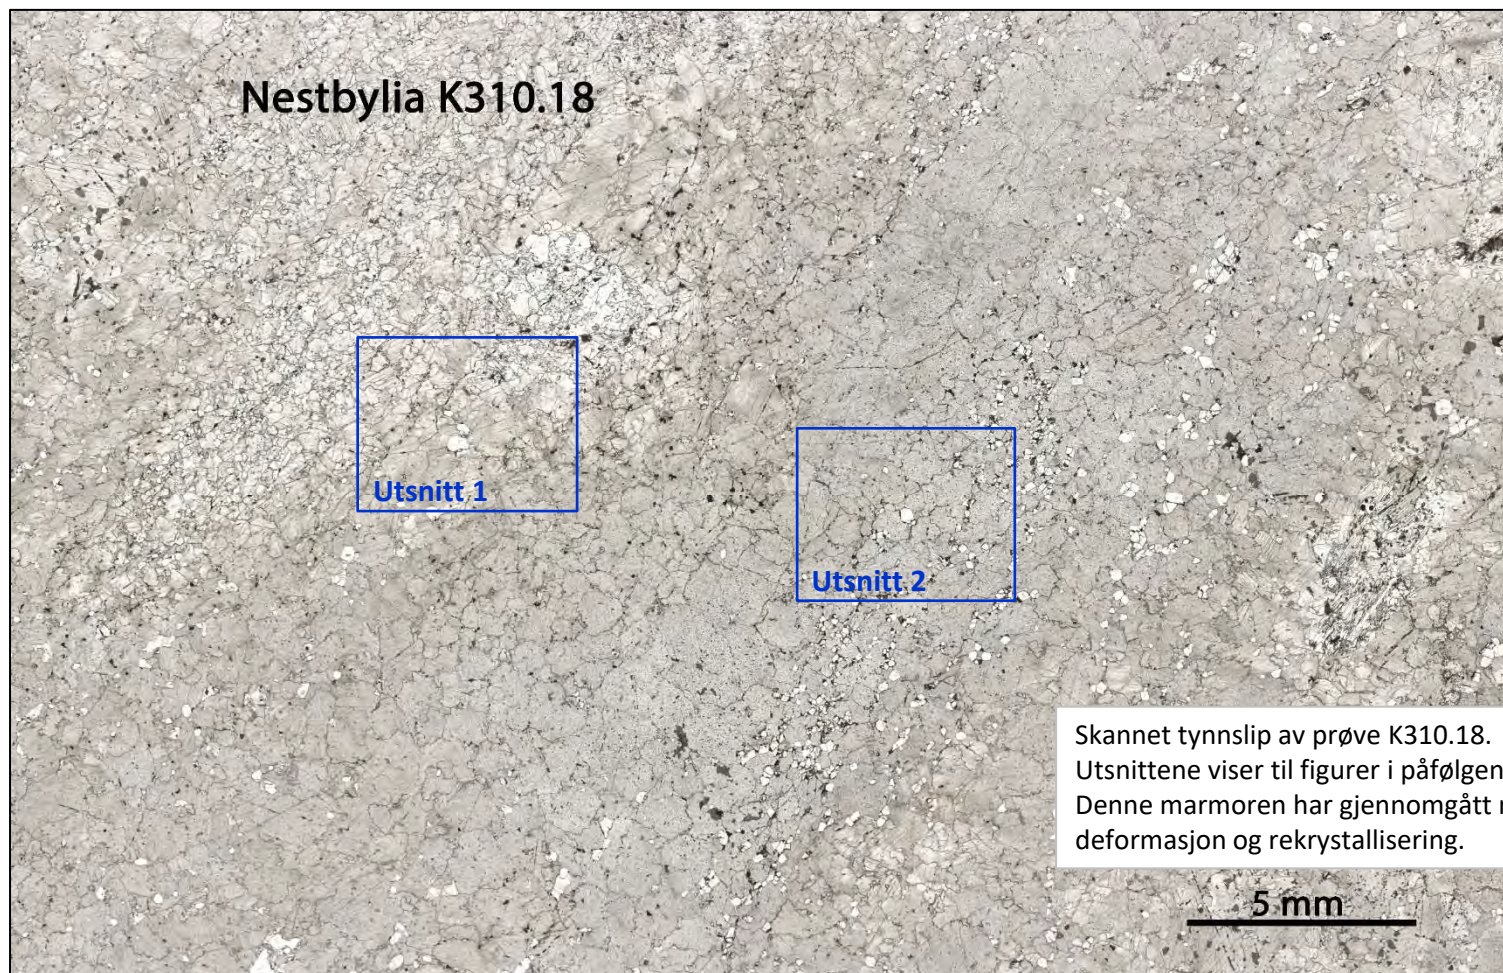 Nestbylia K310.18
Utsnitt 1
Utsnitt 2
Skannet tynnslip av prøve K310.18.
Utsnittene viser til figurer i
Denne marmoren har gjennomgått
deformasjon og rekrystallisering.
5 mm